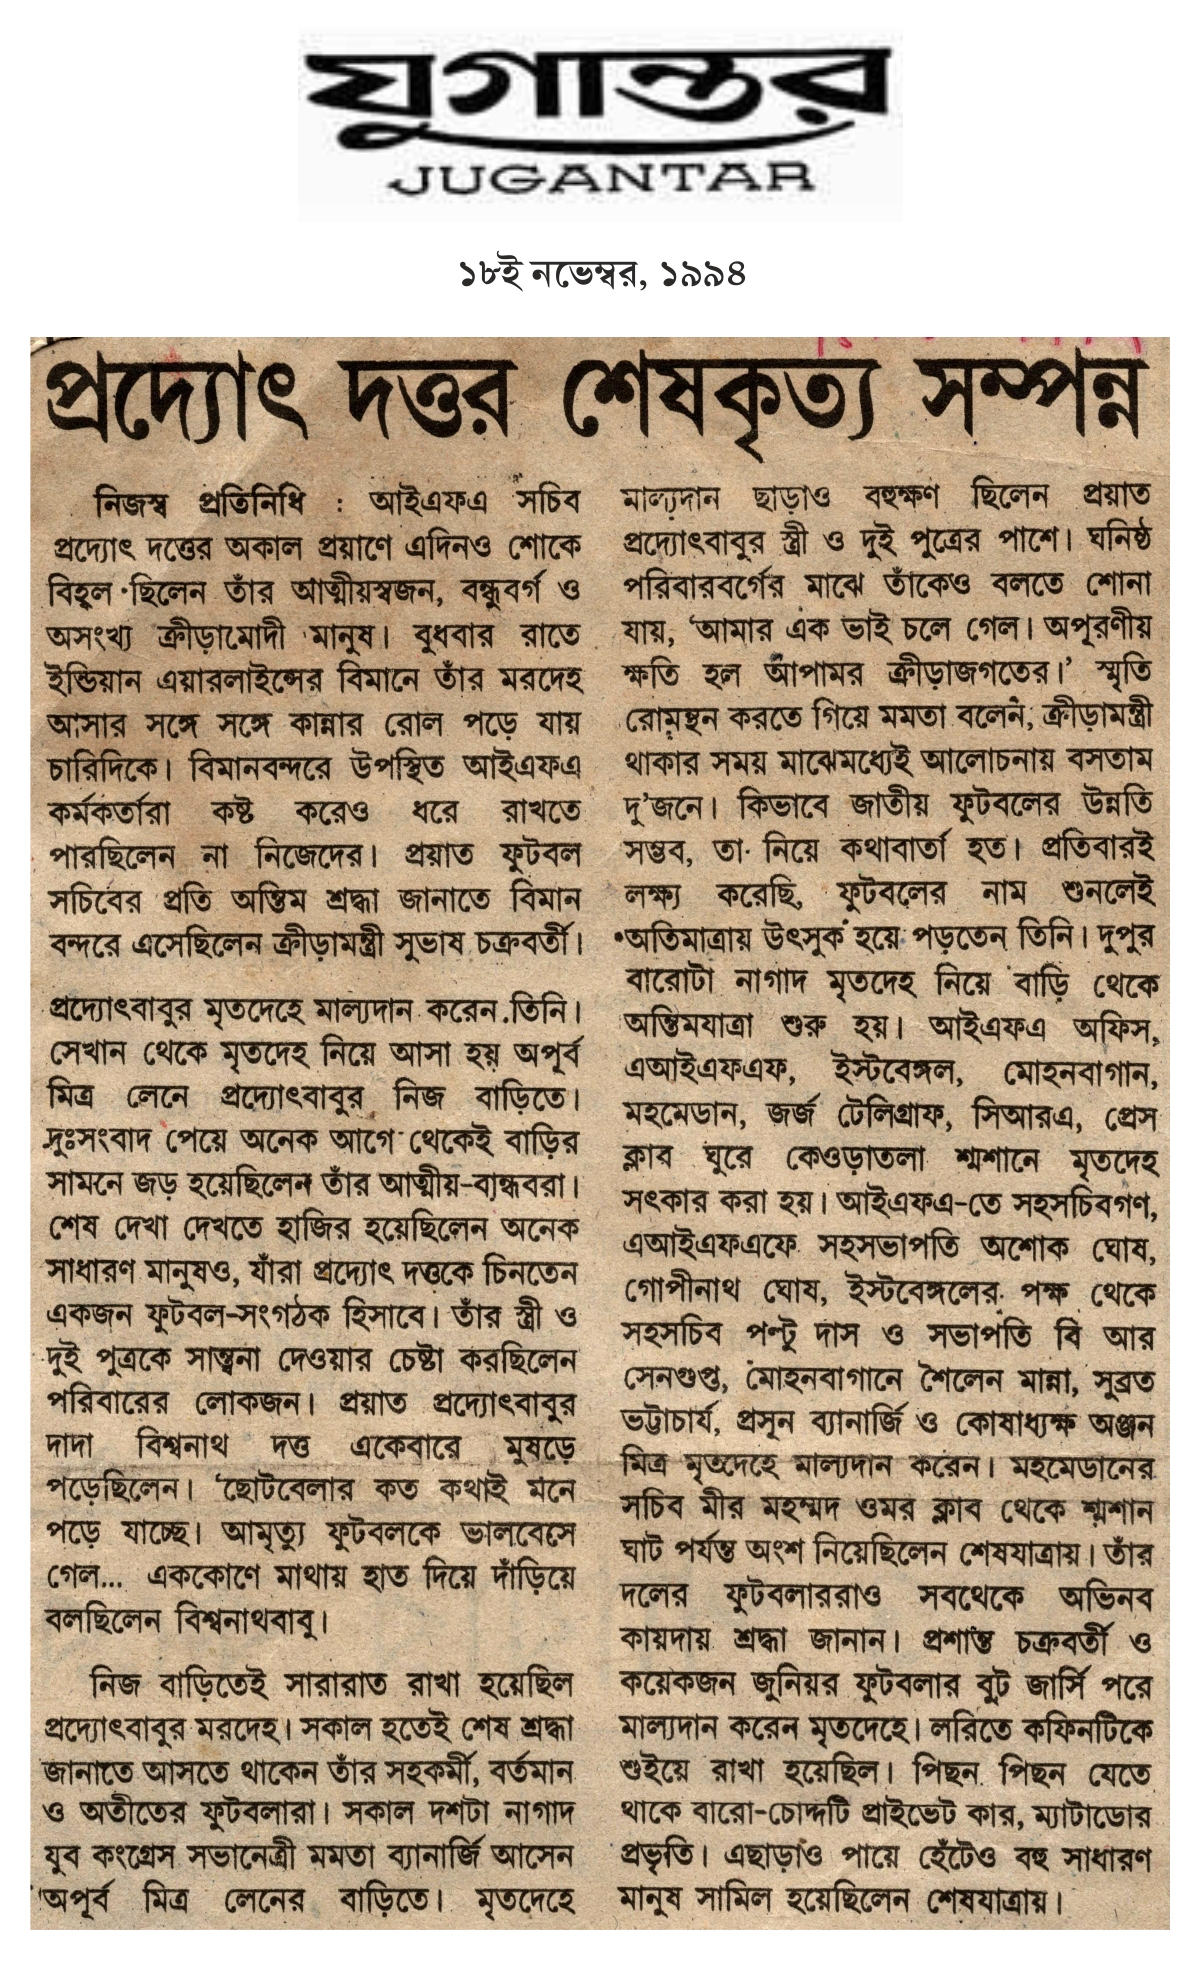 যুগান্তর
JUGANTAR
১৮ই নভেম্বর, ১৯৯৪
প্রদ্যোৎ দত্তর শেষকৃত্য সম্পন্ন
নিজস্ব প্রতিনিধি : আইএফএ সচিব
প্রদ্যোৎ দত্তের অকাল প্রয়াণে এদিনও শোকে
বিহ্বল ছিলেন তাঁর আত্মীয়স্বজন, বন্ধুবর্গ ও
অসংখ্য ক্রীড়ামোদী মানুষ। বুধবার রাতে
ইন্ডিয়ান এয়ারলাইন্সের বিমানে তাঁর মরদেহ
আসার সঙ্গে সঙ্গে কান্নার রোল পড়ে যায়
চারিদিকে। বিমানবন্দরে উপস্থিত আইএফএ
কর্মকর্তারা কষ্ট করেও ধরে রাখতে
পারছিলেন না নিজেদের। প্রয়াত ফুটবল
সচিবের প্রতি অন্তিম শ্রদ্ধা জানাতে বিমান
বন্দরে এসেছিলেন ক্রীড়ামন্ত্রী সুভাষ চক্রবর্তী।
প্রদ্যোৎবাবুর মৃতদেহে মাল্যদান করেন তিনি।
সেখান থেকে মৃতদেহ নিয়ে আসা হয় অপূর্ব
মিত্র লেনে প্রদ্যোৎবাবুর নিজ বাড়িতে।
দুঃসংবাদ পেয়ে অনেক আগে থেকেই বাড়ির
সামনে জড় হয়েছিলেন তাঁর আত্মীয়-বান্ধবরা।
শেষ দেখা দেখতে হাজির হয়েছিলেন অনেক
সাধারণ মানুষও, যাঁরা প্রদ্যোৎ দত্তকে চিনতেন
একজন ফুটবল-সংগঠক হিসাবে। তাঁর স্ত্রী ও
দুই পুত্রকে সান্ত্বনা দেওয়ার চেষ্টা করছিলেন
পরিবারের লোকজন। প্রয়াত প্রদ্যোৎবাবুর
দাদা বিশ্বনাথ দত্ত একেবারে মুষড়ে
পড়েছিলেন। ‘ছোটবেলার কত কথাই মনে
পড়ে যাচ্ছে। আমৃত্যু ফুটবলকে ভালবেসে
গেল... এককোণে মাথায় হাত দিয়ে দাঁড়িয়ে
বলছিলেন বিশ্বনাথবাবু।
নিজ বাড়িতেই সারারাত রাখা হয়েছিল
প্রদ্যোৎবাবুর মরদেহ। সকাল হতেই শেষ শ্রদ্ধা
জানাতে আসতে থাকেন তাঁর সহকর্মী, বর্তমান
ও অতীতের ফুটবলারা। সকাল দশটা নাগাদ
যুব কংগ্রেস সভানেত্রী মমতা ব্যানার্জি আসেন
অপূর্ব মিত্র লেনের বাড়িতে। মৃতদেহে
মাল্যদান ছাড়াও বহুক্ষণ ছিলেন প্রয়াত
প্রদ্যোৎবাবুর স্ত্রী ও দুই পুত্রের পাশে। ঘনিষ্ঠ
পরিবারবর্গের মাঝে তাঁকেও বলতে শোনা
যায়, ‘আমার এক ভাই চলে গেল। অপূরণীয়
ক্ষতি হল আপামর ক্রীড়াজগতের।’ স্মৃতি
রোমন্থন করতে গিয়ে মমতা বলেন, ক্রীড়ামন্ত্রী
থাকার সময় মাঝেমধ্যেই আলোচনায় বসতাম
দু'জনে। কিভাবে জাতীয় ফুটবলের উন্নতি
সম্ভব, তা নিয়ে কথাবার্তা হত। প্রতিবারই
লক্ষ্য করেছি, ফুটবলের নাম শুনলেই
অতিমাত্রায় উৎসুক হয়ে পড়তেন তিনি। দুপুর
বারোটা নাগাদ মৃতদেহ নিয়ে বাড়ি থেকে
অন্তিমযাত্রা শুরু হয়। আইএফএ অফিস,
এআইএফএফ, ইস্টবেঙ্গল, মোহনবাগান,
মহমেডান, জর্জ টেলিগ্রাফ, সিআরএ, প্রেস
ক্লাব ঘুরে কেওড়াতলা শ্মশানে মৃতদেহ
সৎকার করা হয়। আইএফএ-তে সহসচিবগণ,
এআইএফএফে সহসভাপতি অশোক ঘোষ,
গোপীনাথ ঘোষ, ইস্টবেঙ্গলের পক্ষ থেকে
সহসচিব পল্টু দাস ও সভাপতি বি আর
সেনগুপ্ত, মোহনবাগানে শৈলেন মান্না, সুব্রত
ভট্টাচার্য, প্রসূন ব্যানার্জি ও কোষাধ্যক্ষ অঞ্জন
মিত্র মৃতদেহে মাল্যদান করেন। মহমেডানের
সচিব মীর মহম্মদ ওমর ক্লাব থেকে শ্মশান
ঘাট পর্যন্ত অংশ নিয়েছিলেন শেষযাত্রায়। তাঁর
দলের ফুটবলাররাও সবথেকে অভিনব
কায়দায় শ্রদ্ধা জানান। প্রশান্ত চক্রবর্তী ও
কয়েকজন জুনিয়র ফুটবলার বুট জার্সি পরে
মাল্যদান করেন মৃতদেহে। লরিতে কফিনটিকে
শুইয়ে রাখা হয়েছিল। পিছন পিছন যেতে
থাকে বারো-চোদ্দটি প্রাইভেট কার, ম্যাটাডোর
প্রভৃতি। এছাড়াও পায়ে হেঁটেও বহু সাধারণ
মানুষ সামিল হয়েছিলেন শেষযাত্রায়।